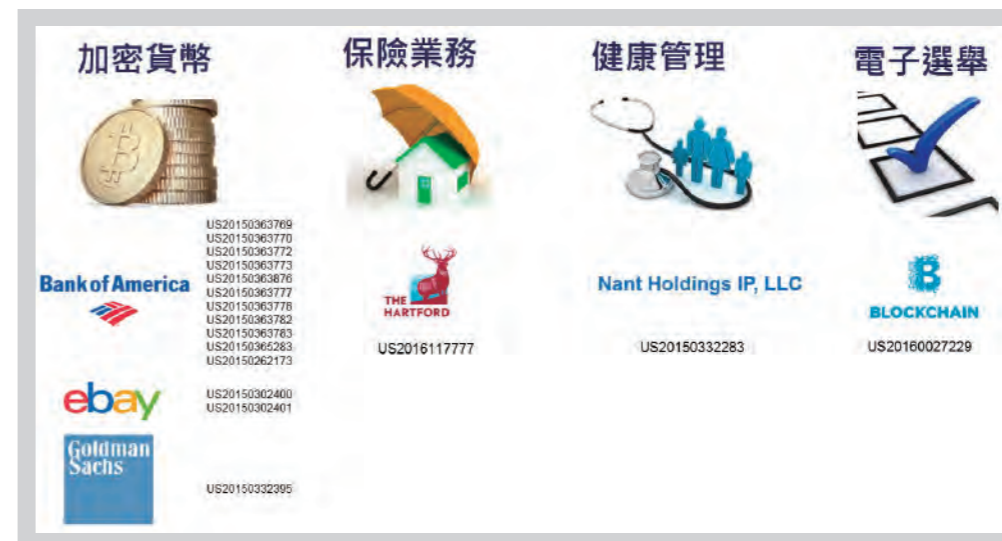 加密貨幣
保險業務
健康管理
電子選舉
Bank of America
US20150363769
US20150363770
US20150363772
US20150363773
US20150363876
US20150363777
US20150363778
US20150363782
US20150363783
US20150365283
US20150262173
ebay
US20150302400
US20150302401
Goldman
Sachs
US20150332395
THE
HARTFORD
US2016117777
Nant Holdings IP, LLC
US20150332283
BLOCKCHAIN
US20160027229